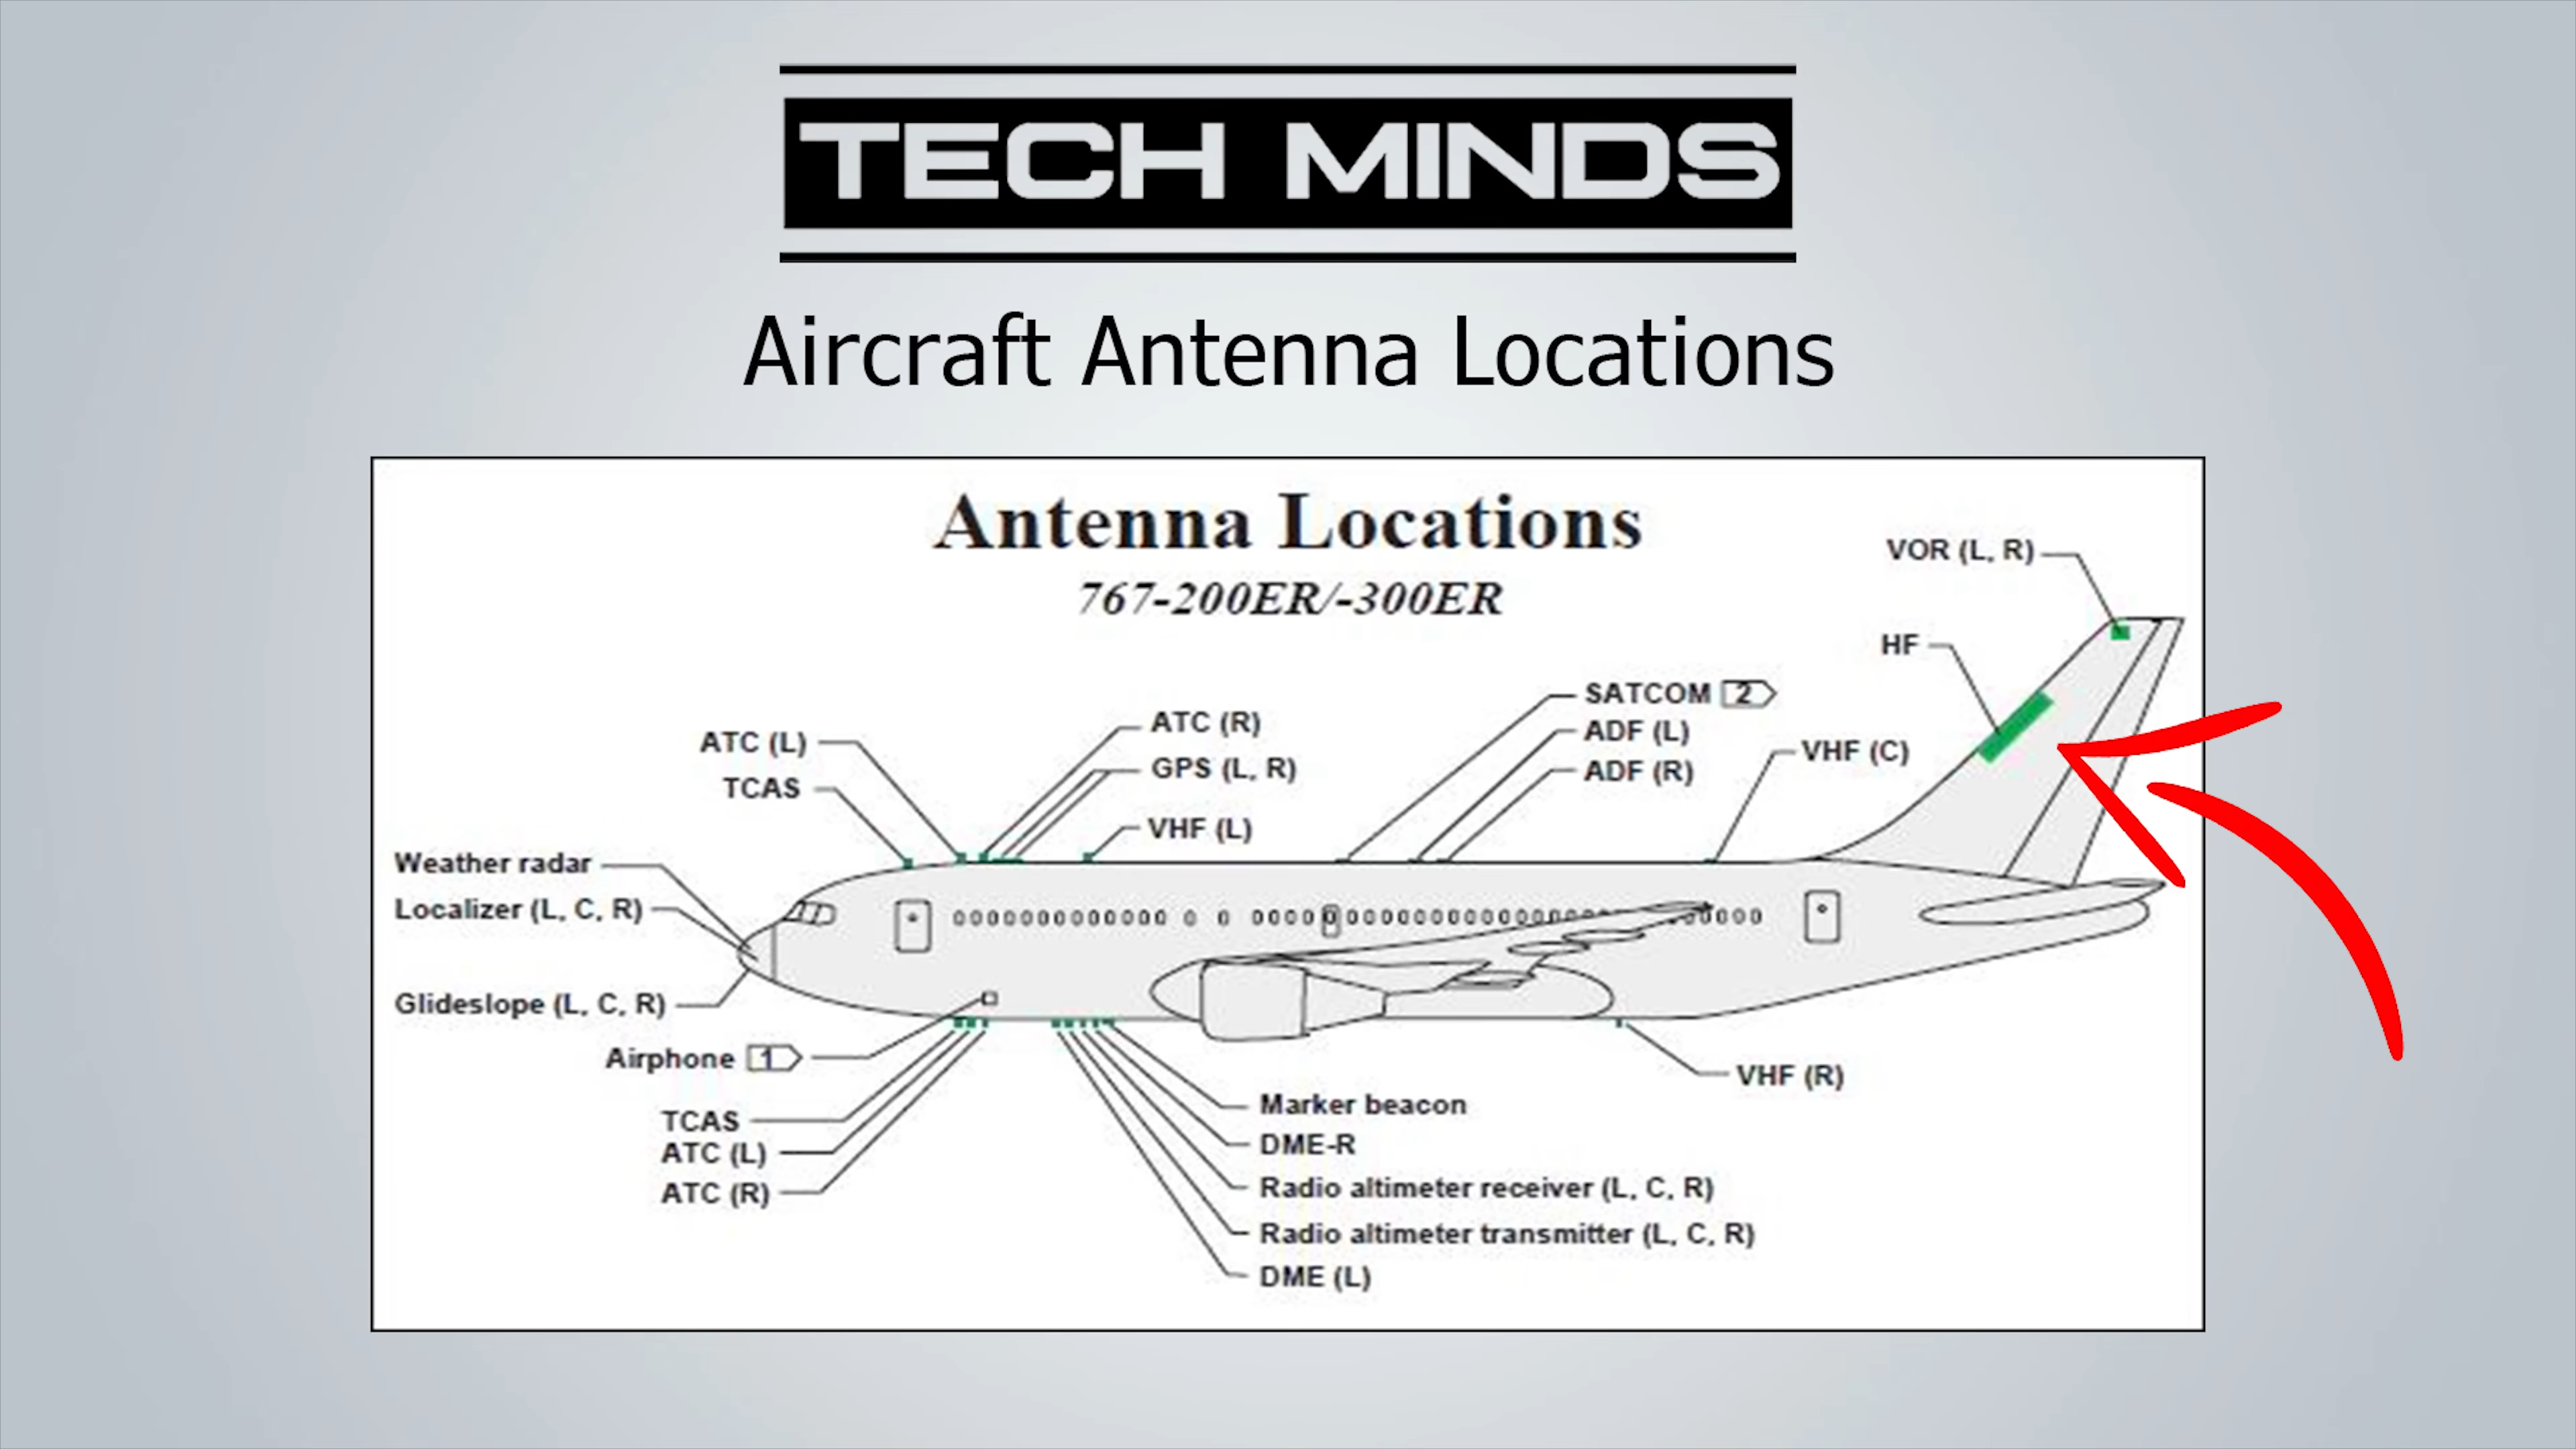 TECH MINDS
Aircraft Antenna Locations
Antenna Locations
767-200ER/-300ER
VOR (L, R)
HF
SATCOM 2
ATC (R)
ADF (L)
ATC (L)
VHF (C)
GPS (L, R)
ADF (R)
TCAS
VHF (L)
Weather radar
Localizer (L, C, R)
Glideslope (L, C, R)
Airphone 1
VHF (R)
Marker beacon
TCAS
DME-R
ATC (L)
Radio altimeter receiver (L, C, R)
ATC (R)
Radio altimeter transmitter (L, C, R)
DME (L)